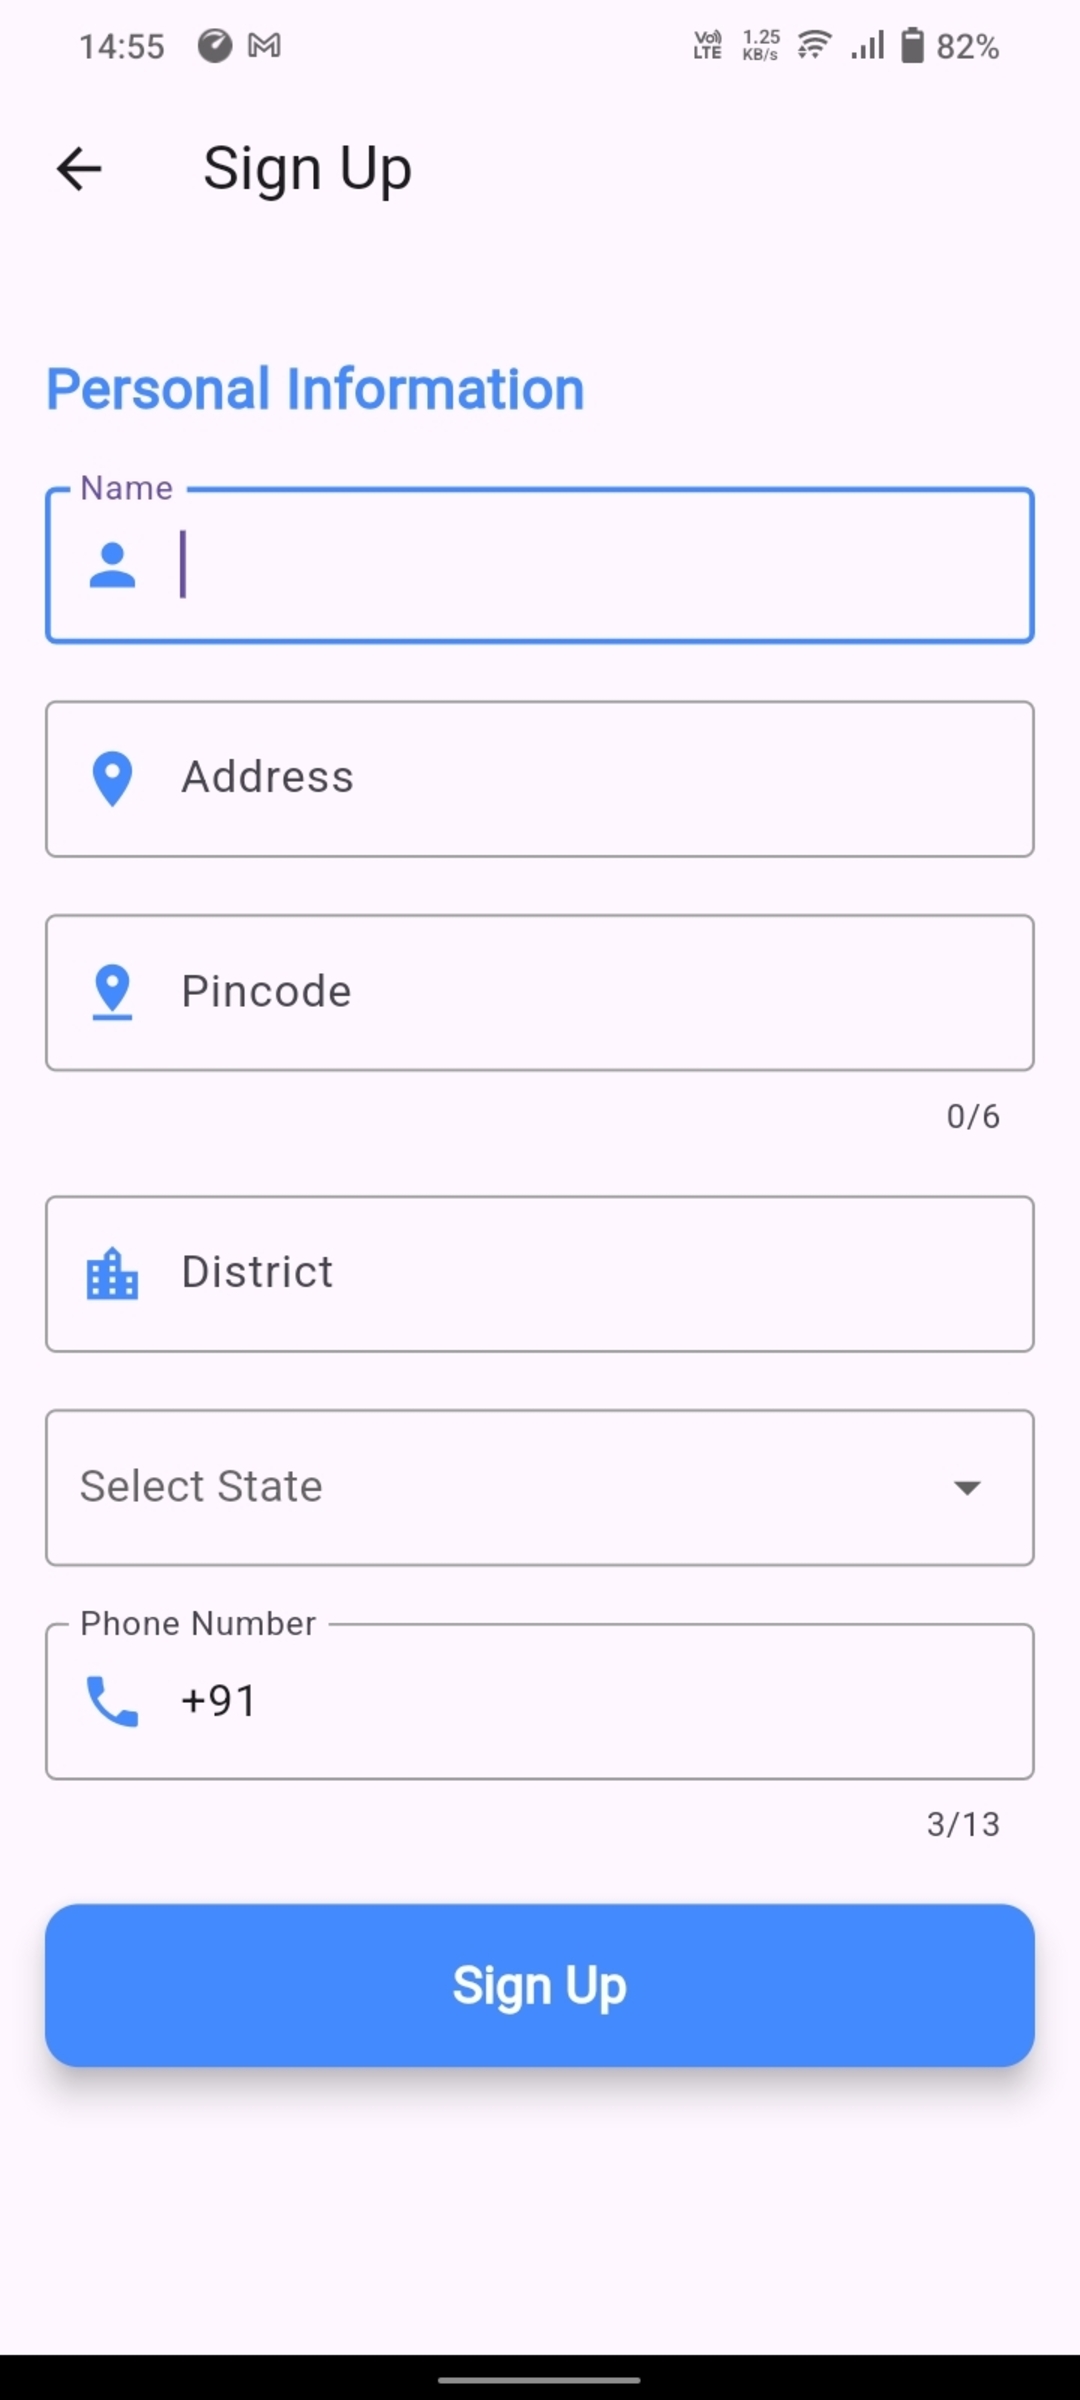 14:55 Vo) LTE 1.25 KB/s 82%
Sign Up
Personal Information
Name
Address
Pincode
0/6
District
Select State
Phone Number
+91
3/13
Sign Up